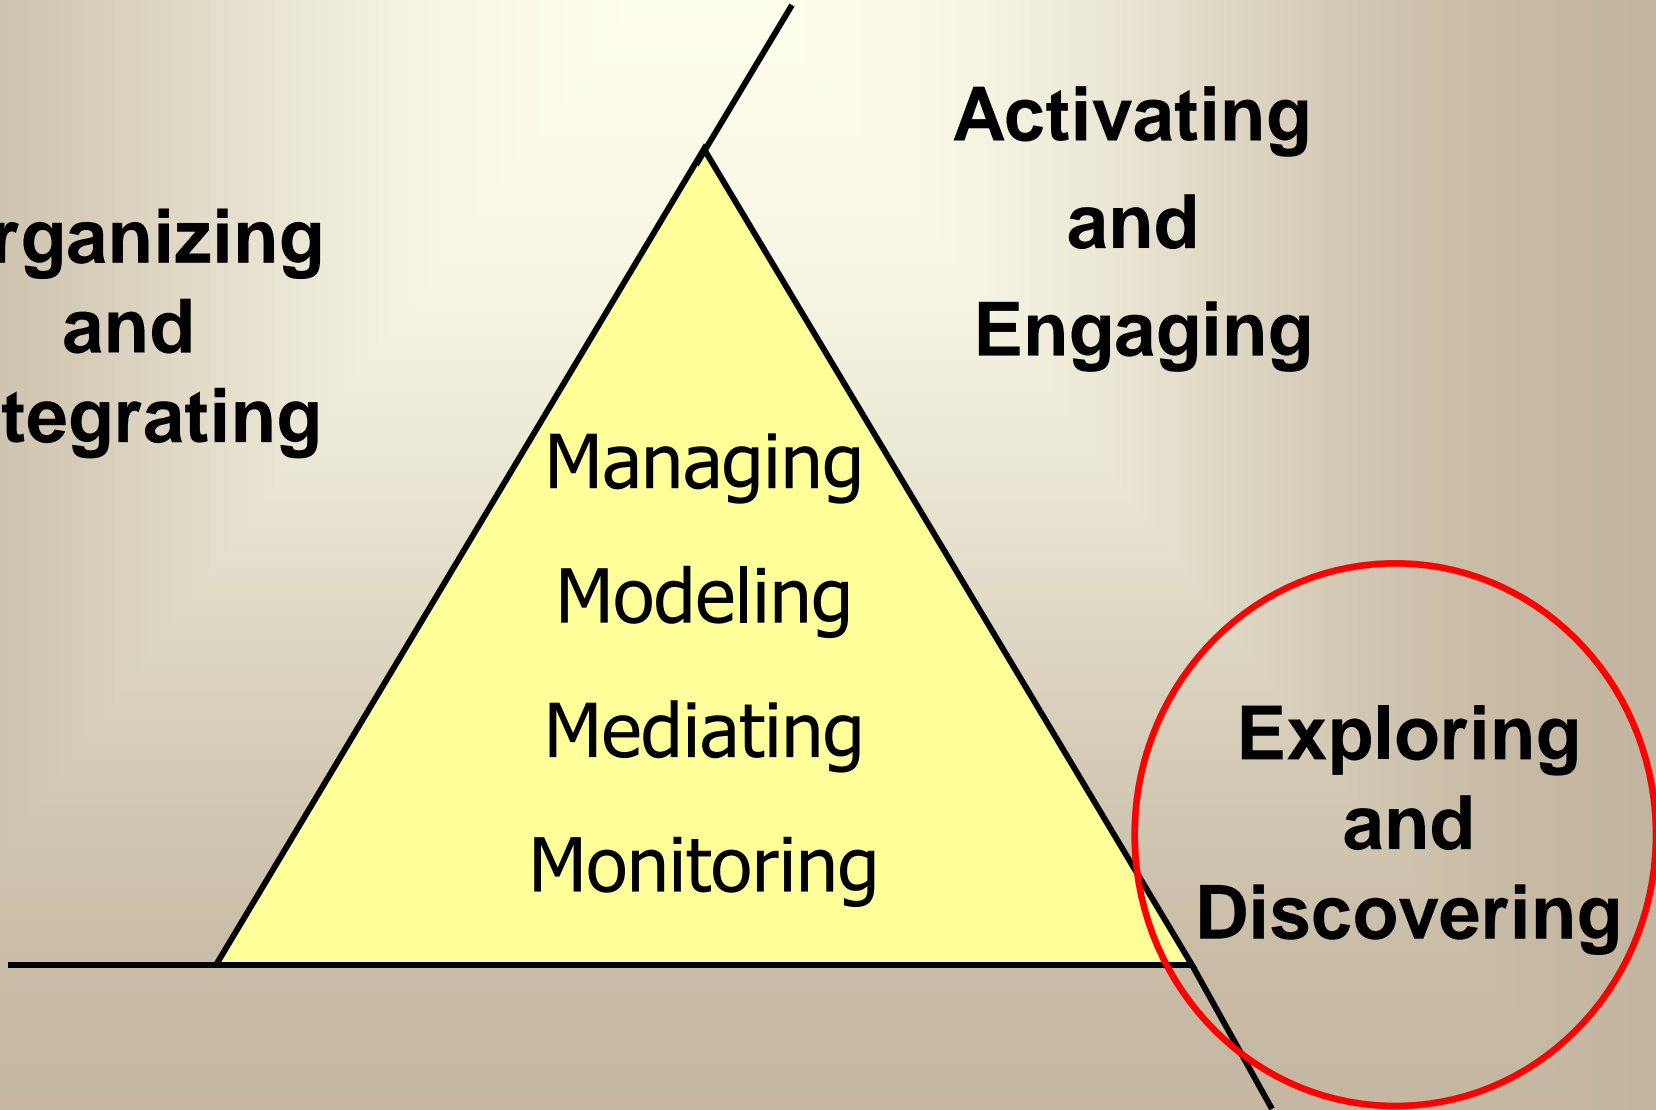 Activating
and
Engaging
rganizing
and
tegrating
Managing
Modeling
Mediating
Monitoring
Exploring
and
Discovering